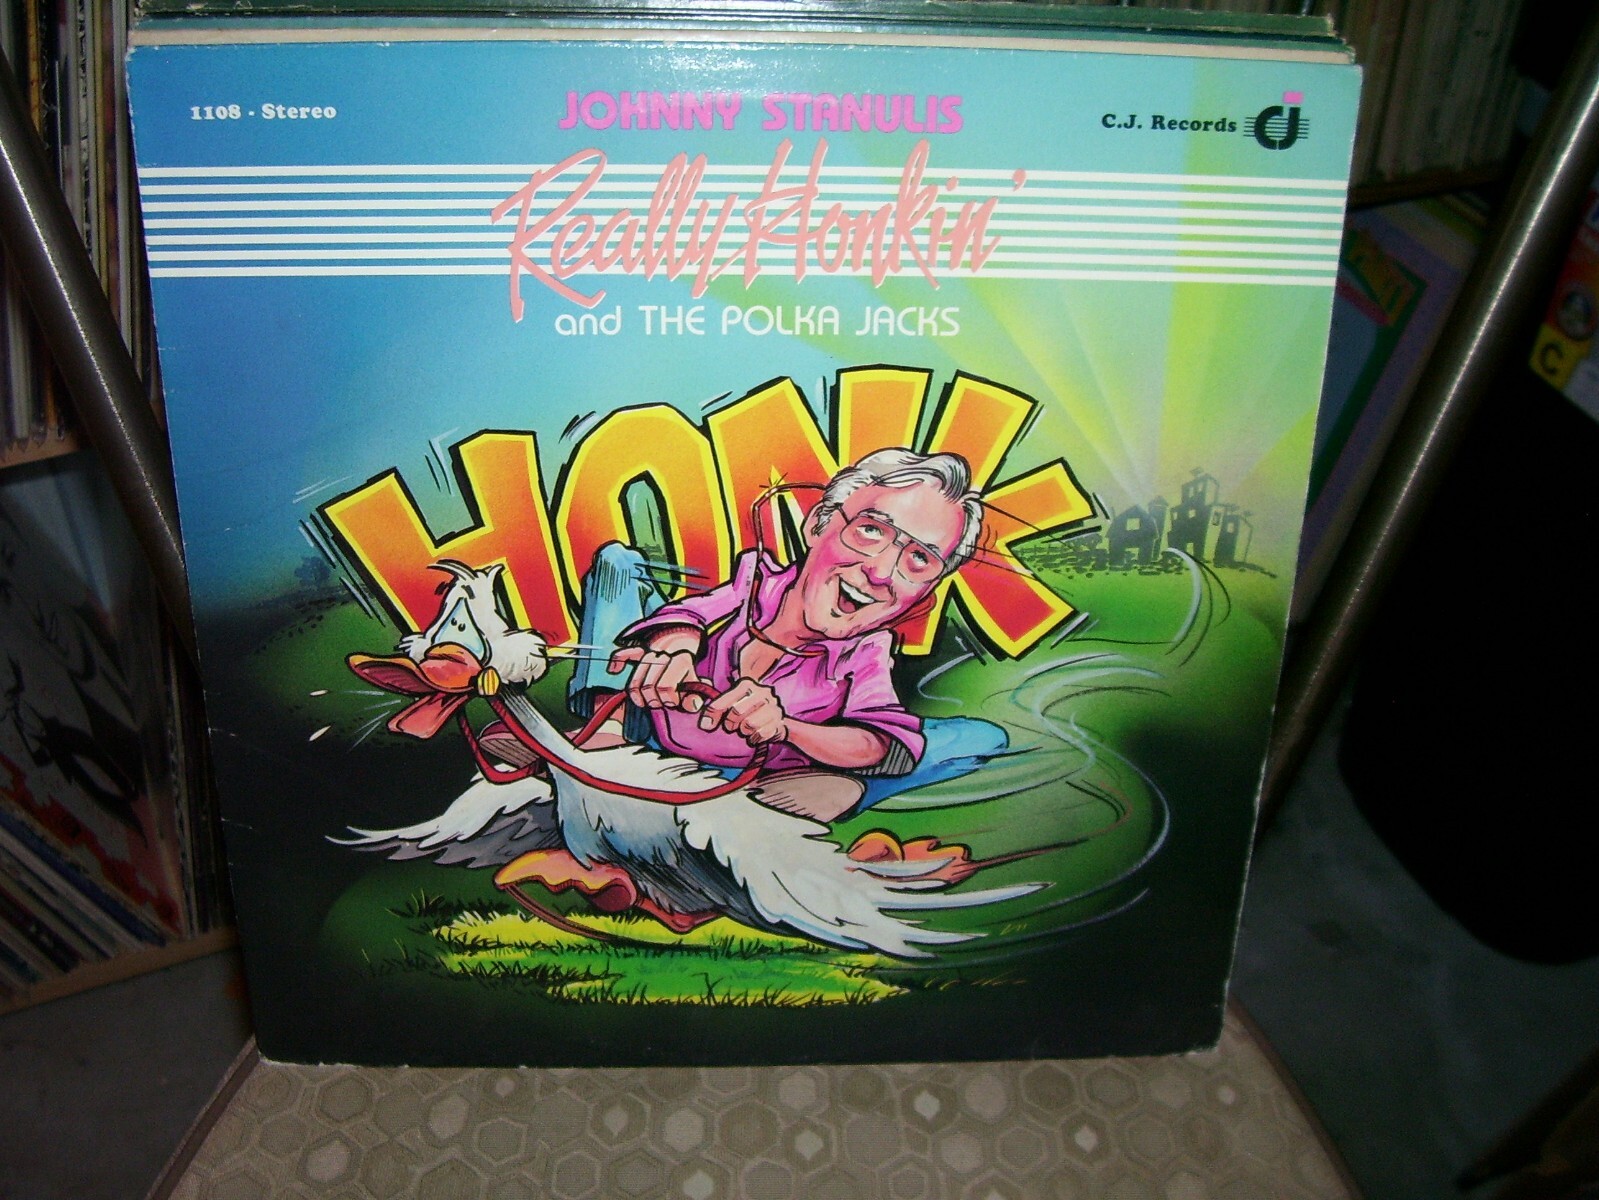 1108 · Stereo
JOHNNY STANULIS
C.J. Records
CJ
Really Honkin'
and THE POLKA JACKS
HONK
C